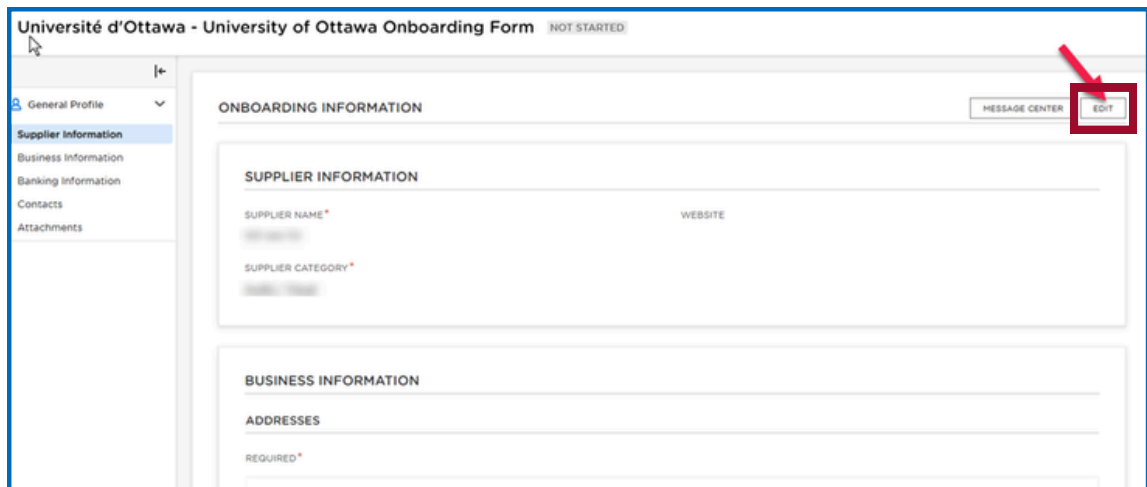 Université d'Ottawa - University of Ottawa Onboarding Form NOT STARTED
General Profile
Supplier Information
Business Information
Banking Information
Contacts
Attachments
ONBOARDING INFORMATION
MESSAGE CENTER
EDIT
SUPPLIER INFORMATION
SUPPLIER NAME*
WEBSITE
SUPPLIER CATEGORY*
BUSINESS INFORMATION
ADDRESSES
REQUIRED*